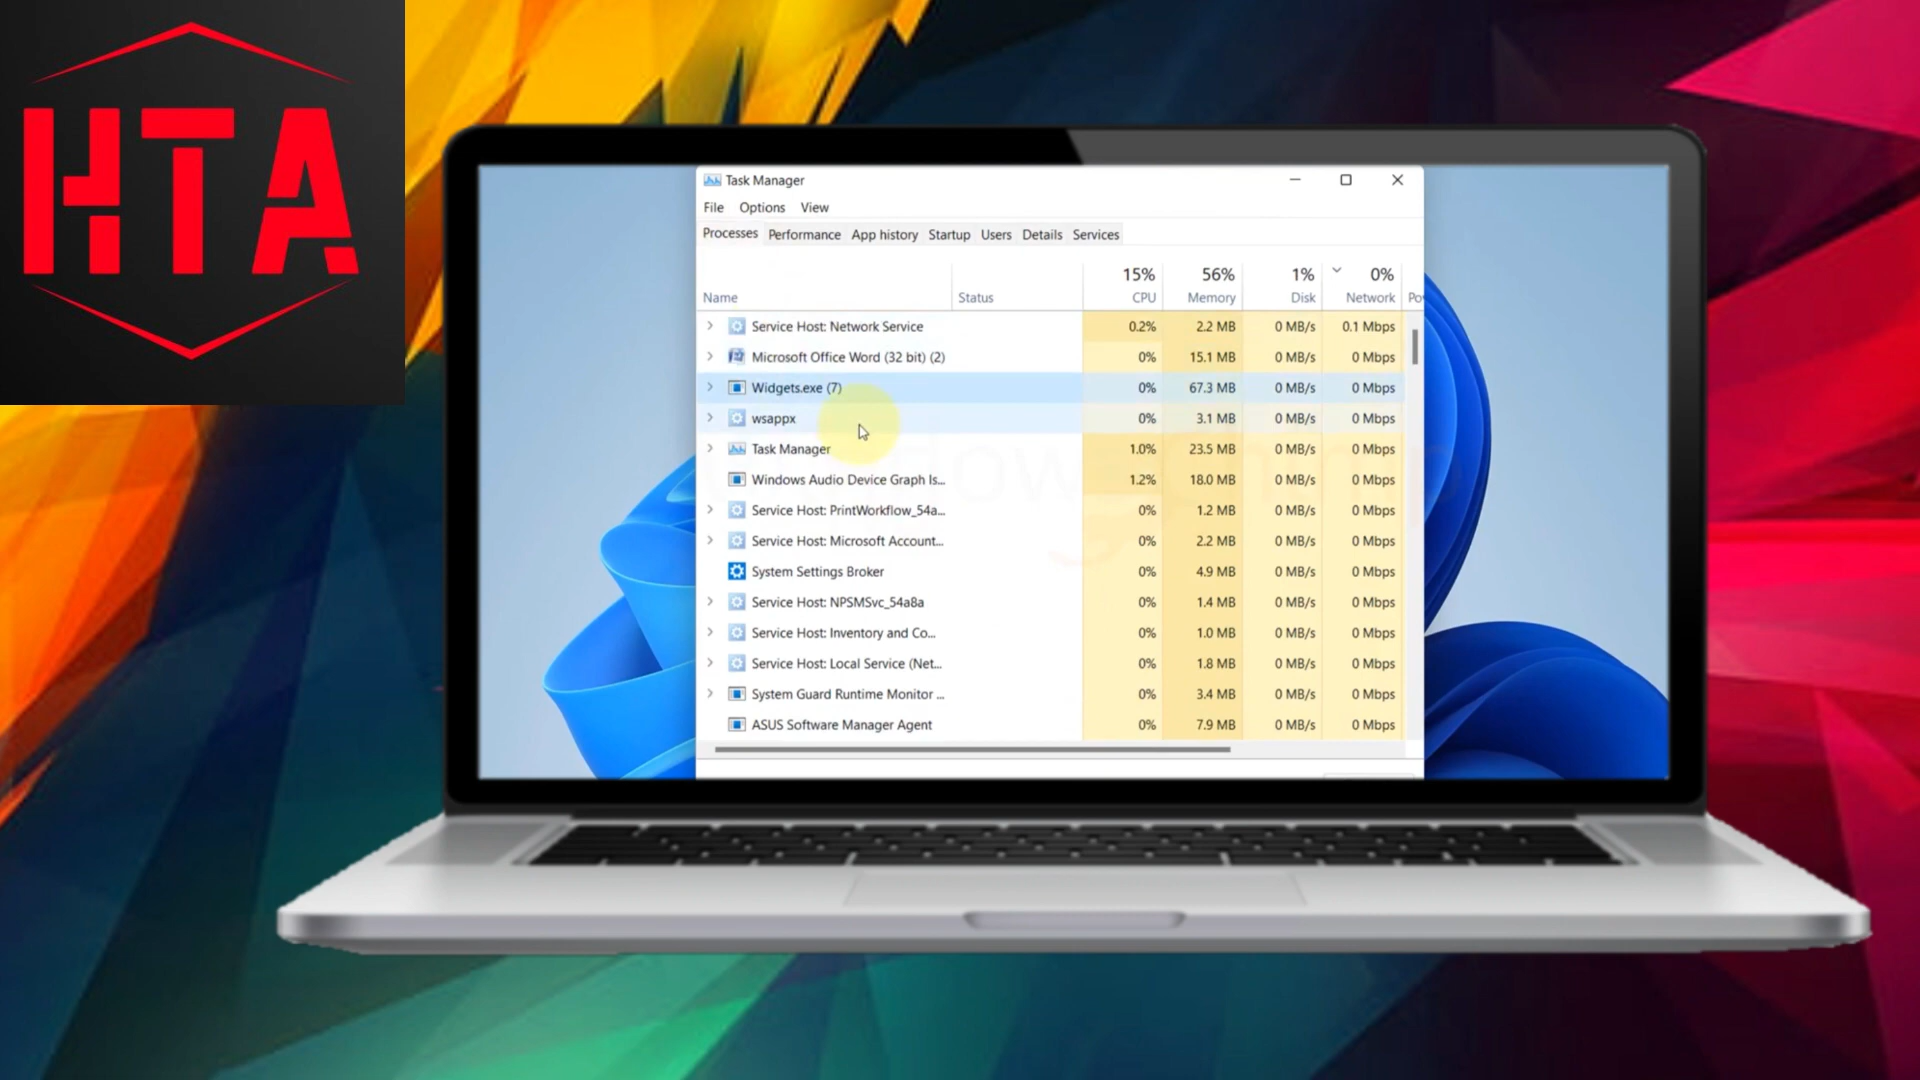 HTA
Task Manager
File Options View
Processes Performance App history Startup Users Details Services
15% 56% 1% 0%
Name Status CPU Memory Disk Network Po
Service Host: Network Service 0.2% 2.2 MB 0 MB/s 0.1 Mbps
Microsoft Office Word (32 bit) (2) 0% 15.1 MB 0 MB/s 0 Mbps
Widgets.exe (7) 0% 67.3 MB 0 MB/s 0 Mbps
wsappx 0% 3.1 MB 0 MB/s 0 Mbps
Task Manager 1.0% 23.5 MB 0 MB/s 0 Mbps
Windows Audio Device Graph Is... 1.2% 18.0 MB 0 MB/s 0 Mbps
Service Host: PrintWorkflow_54a... 0% 1.2 MB 0 MB/s 0 Mbps
Service Host: Microsoft Account... 0% 2.2 MB 0 MB/s 0 Mbps
System Settings Broker 0% 4.9 MB 0 MB/s 0 Mbps
Service Host: NPSMSvc_54a8a 0% 1.4 MB 0 MB/s 0 Mbps
Service Host: Inventory and Co... 0% 1.0 MB 0 MB/s 0 Mbps
Service Host: Local Service (Net... 0% 1.8 MB 0 MB/s 0 Mbps
System Guard Runtime Monitor ... 0% 3.4 MB 0 MB/s 0 Mbps
ASUS Software Manager Agent 0% 7.9 MB 0 MB/s 0 Mbps